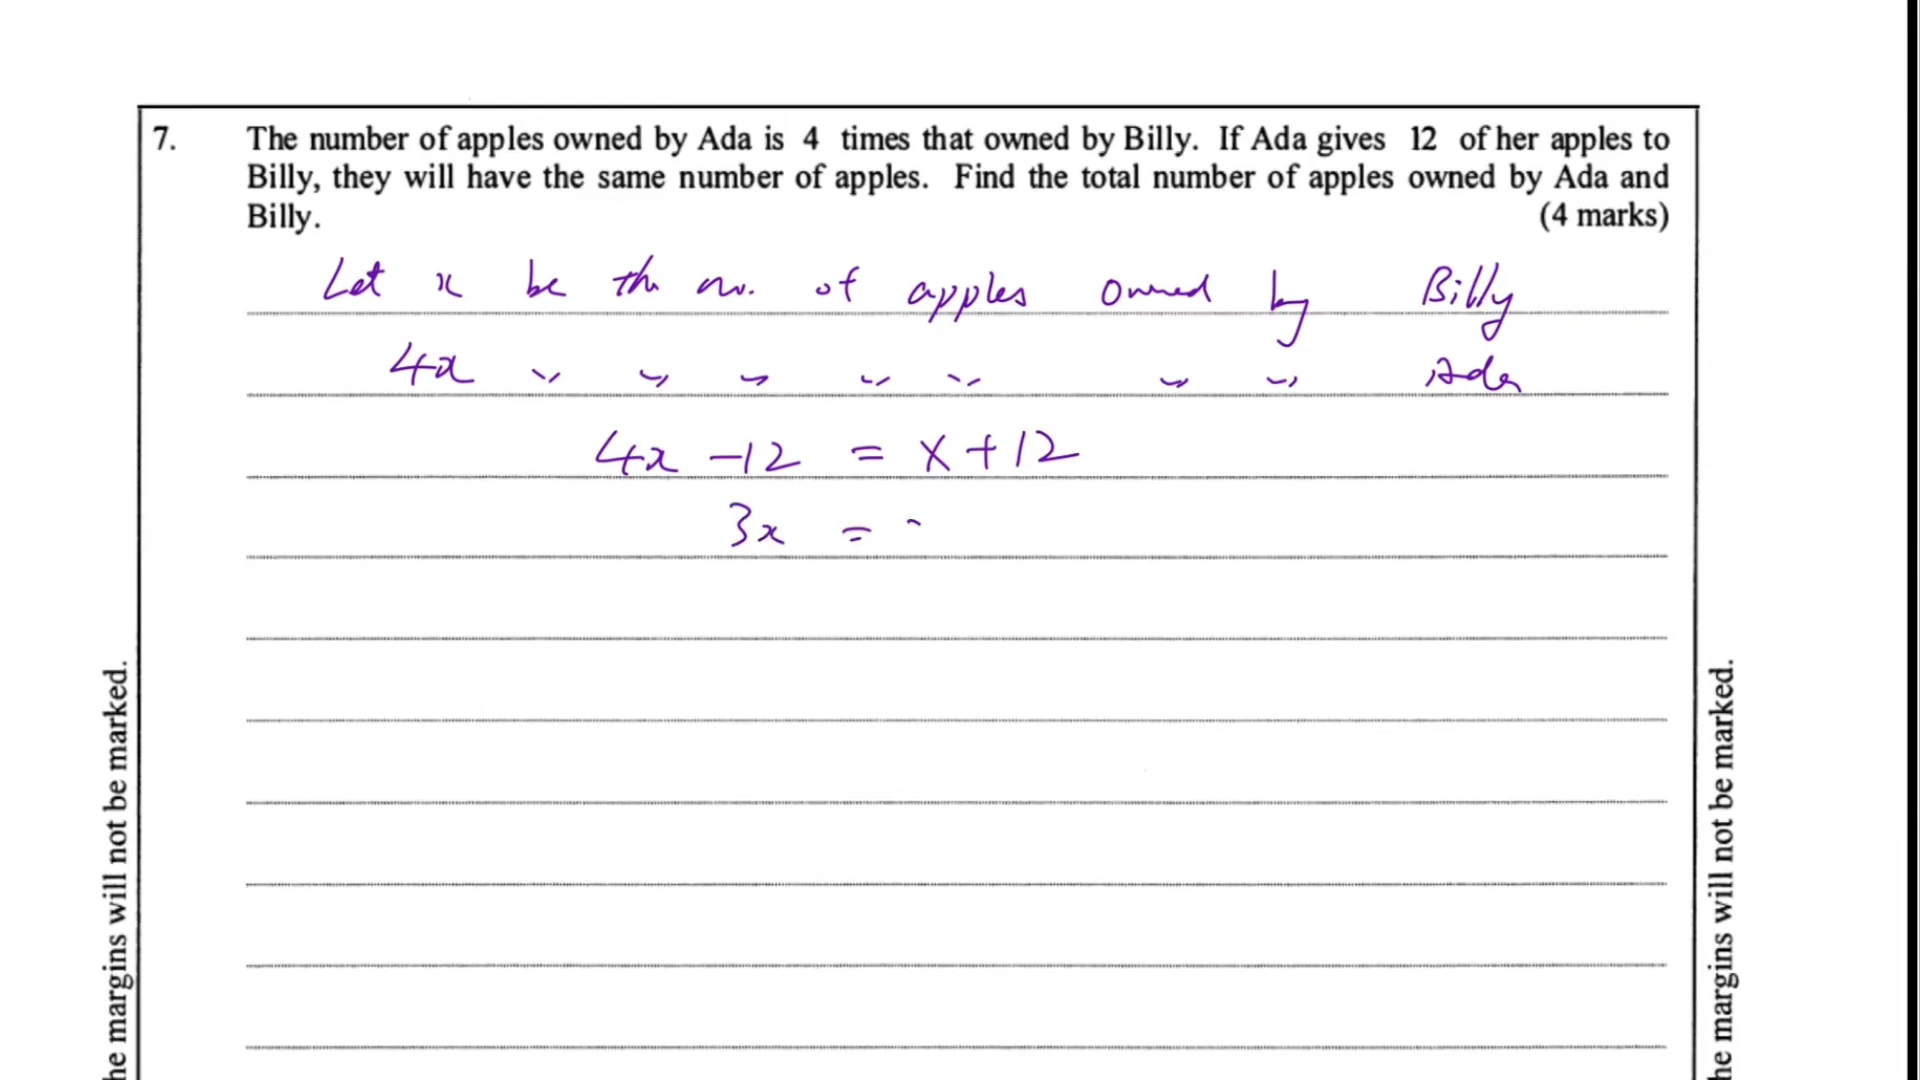 7. The number of apples owned by Ada is 4 times that owned by Billy. If Ada gives 12 of her apples to
Billy, they will have the same number of apples. Find the total number of apples owned by Ada and
Billy. (4 marks)
Let x be the no. of apples owned by Billy
4x " " " " " " " Ada
4x - 12 = x + 12
3x =
he margins will not be marked.
he margins will not be marked.